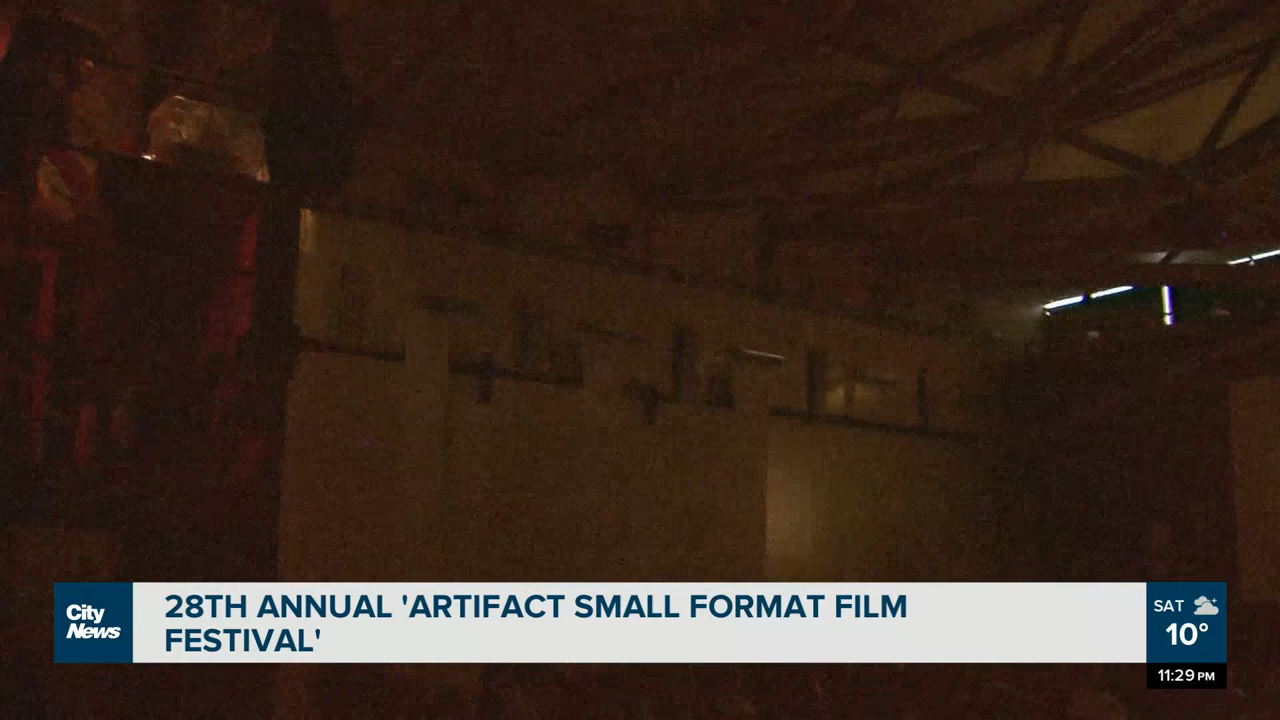 City
News
28TH ANNUAL 'ARTIFACT SMALL FORMAT FILM
FESTIVAL'
SAT
10°
11:29 PM